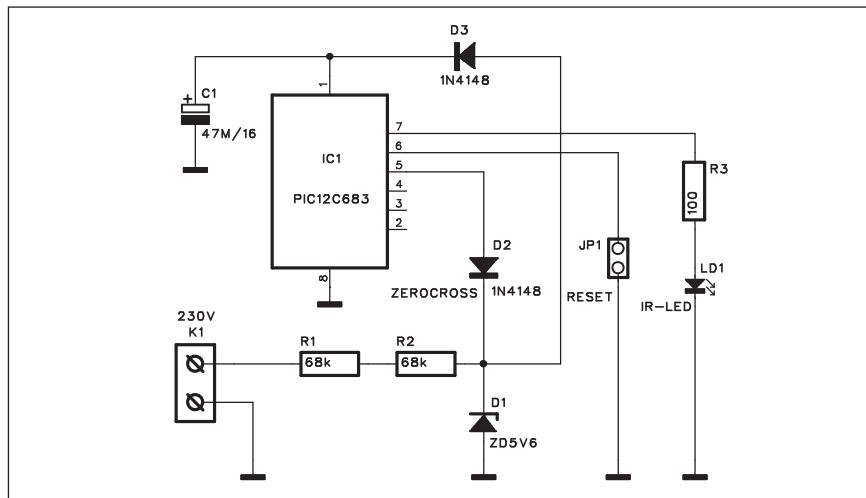 D3
1N4148
1
C1
+
47M/16
7
6
5
4
3
2
IC1
PIC12C683
8
R3
100
D2
ZEROCROSS
1N4148
JP1
RESET
LD1
IR-LED
230V
K1
R1
68k
R2
68k
D1
ZD5V6